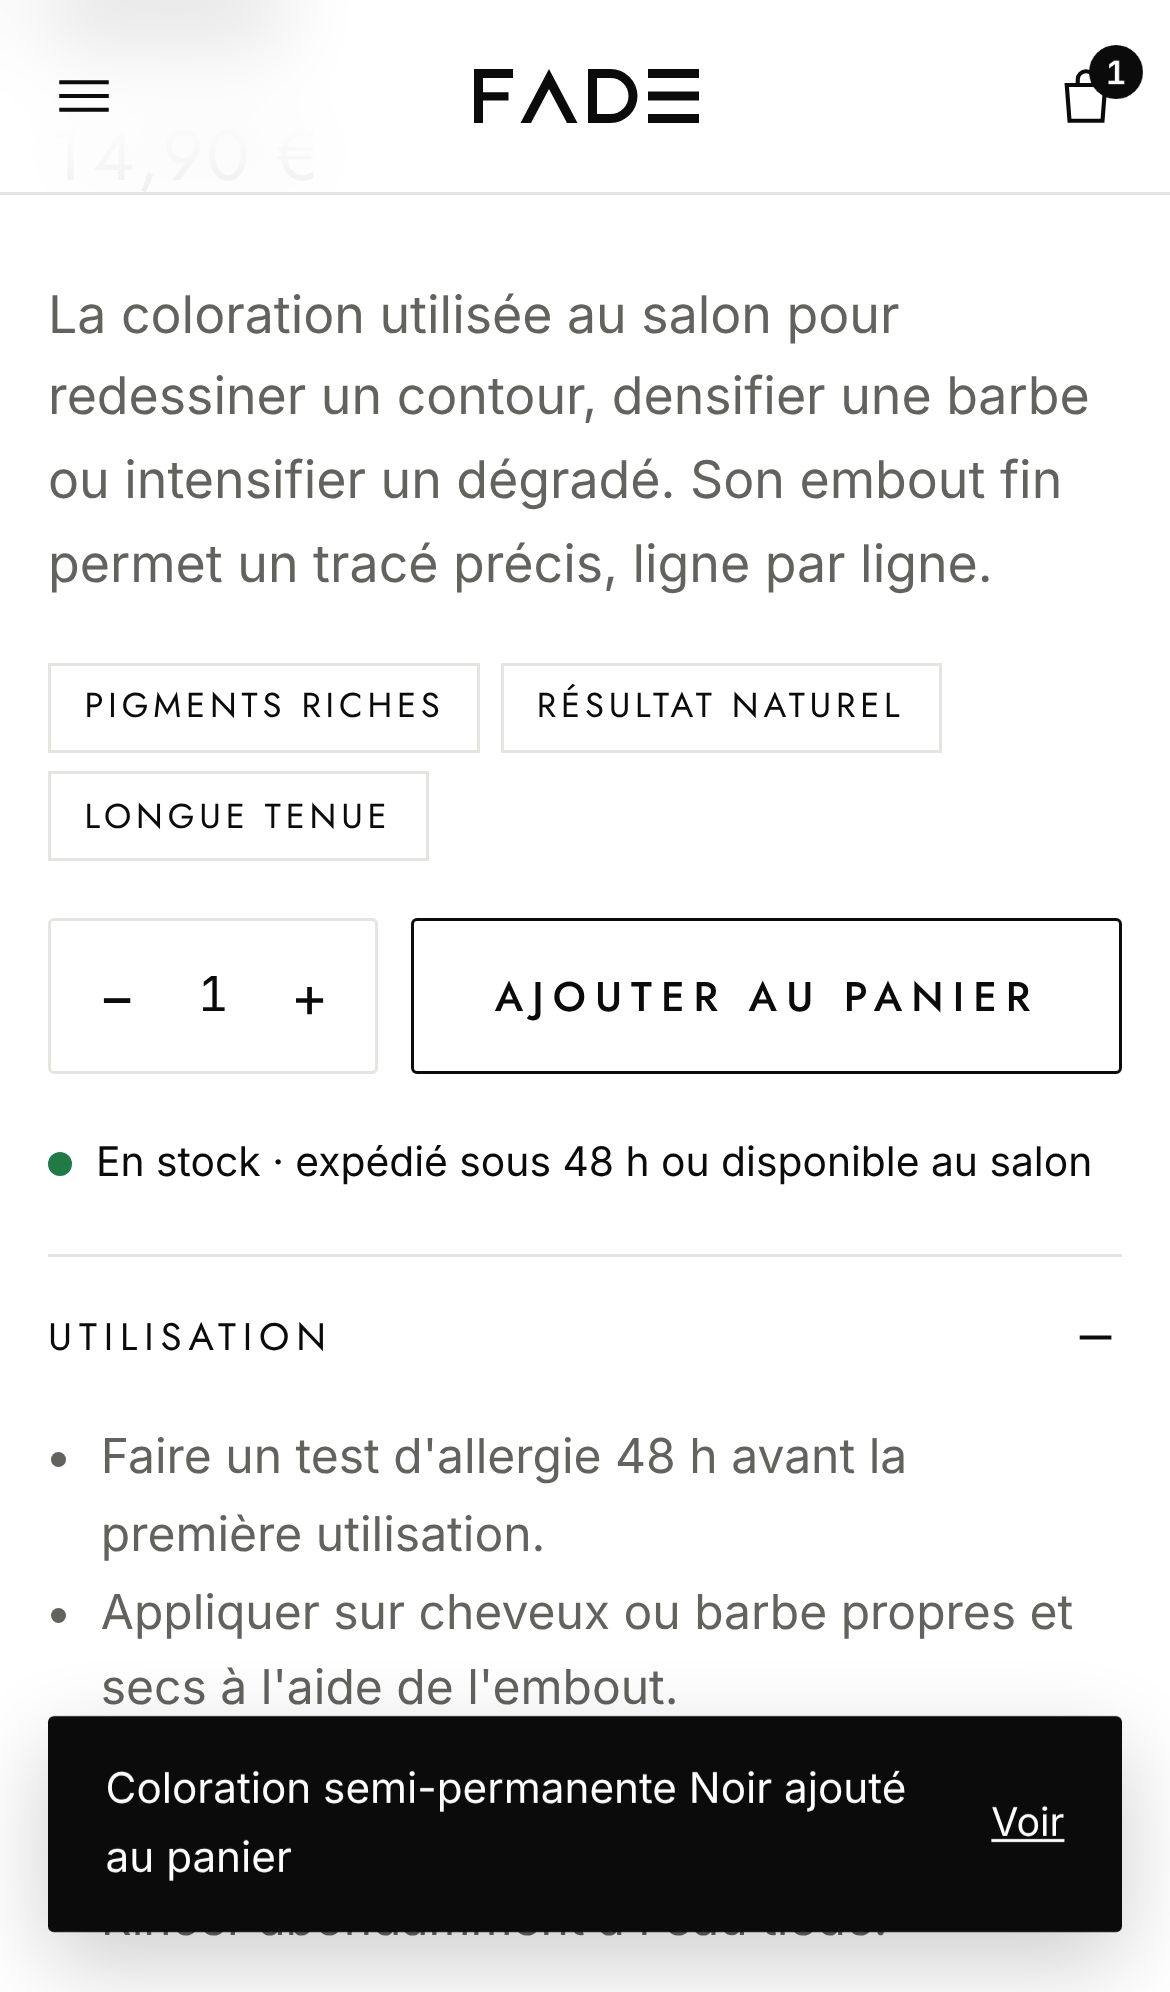 FADE
1
14,90 €
La coloration utilisée au salon pour
redessiner un contour, densifier une barbe
ou intensifier un dégradé. Son embout fin
permet un tracé précis, ligne par ligne.
PIGMENTS RICHES
RÉSULTAT NATUREL
LONGUE TENUE
− 1 +
AJOUTER AU PANIER
En stock · expédié sous 48 h ou disponible au salon
UTILISATION
Faire un test d'allergie 48 h avant la
première utilisation.
Appliquer sur cheveux ou barbe propres et
secs à l'aide de l'embout.
Coloration semi-permanente Noir ajouté
au panier
Voir